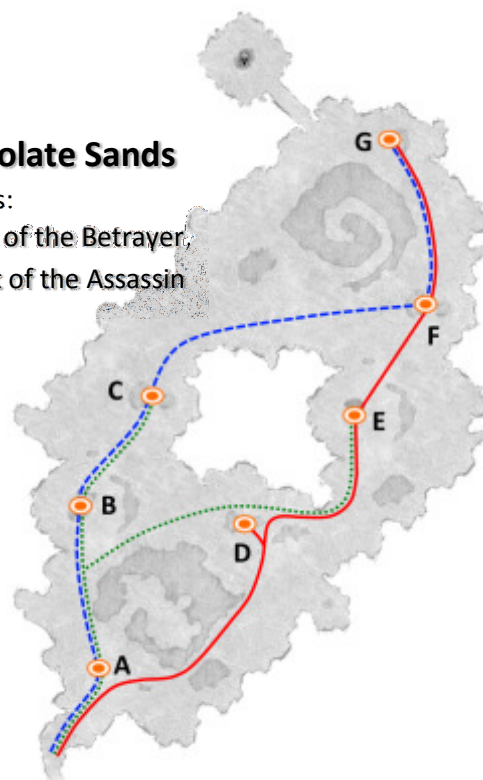 olate Sands
s:
of the Betrayer,
t of the Assassin
G
F
C
E
B
D
A